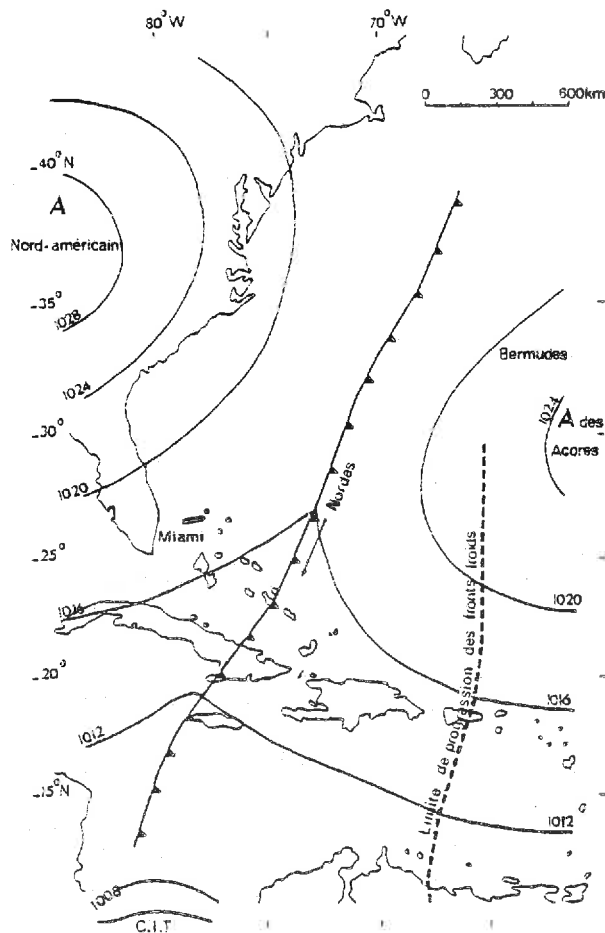 80°W
70°W
0 300 600km
40°N
A
Nord-américain
35°
1028
1024
Bermudes
1024
A des
Açores
30°
1020
Nordes
Miami
25°
1016
1020
Limite de progression des fronts froids
20°
1016
1012
15°N
1012
1008
C.I.T